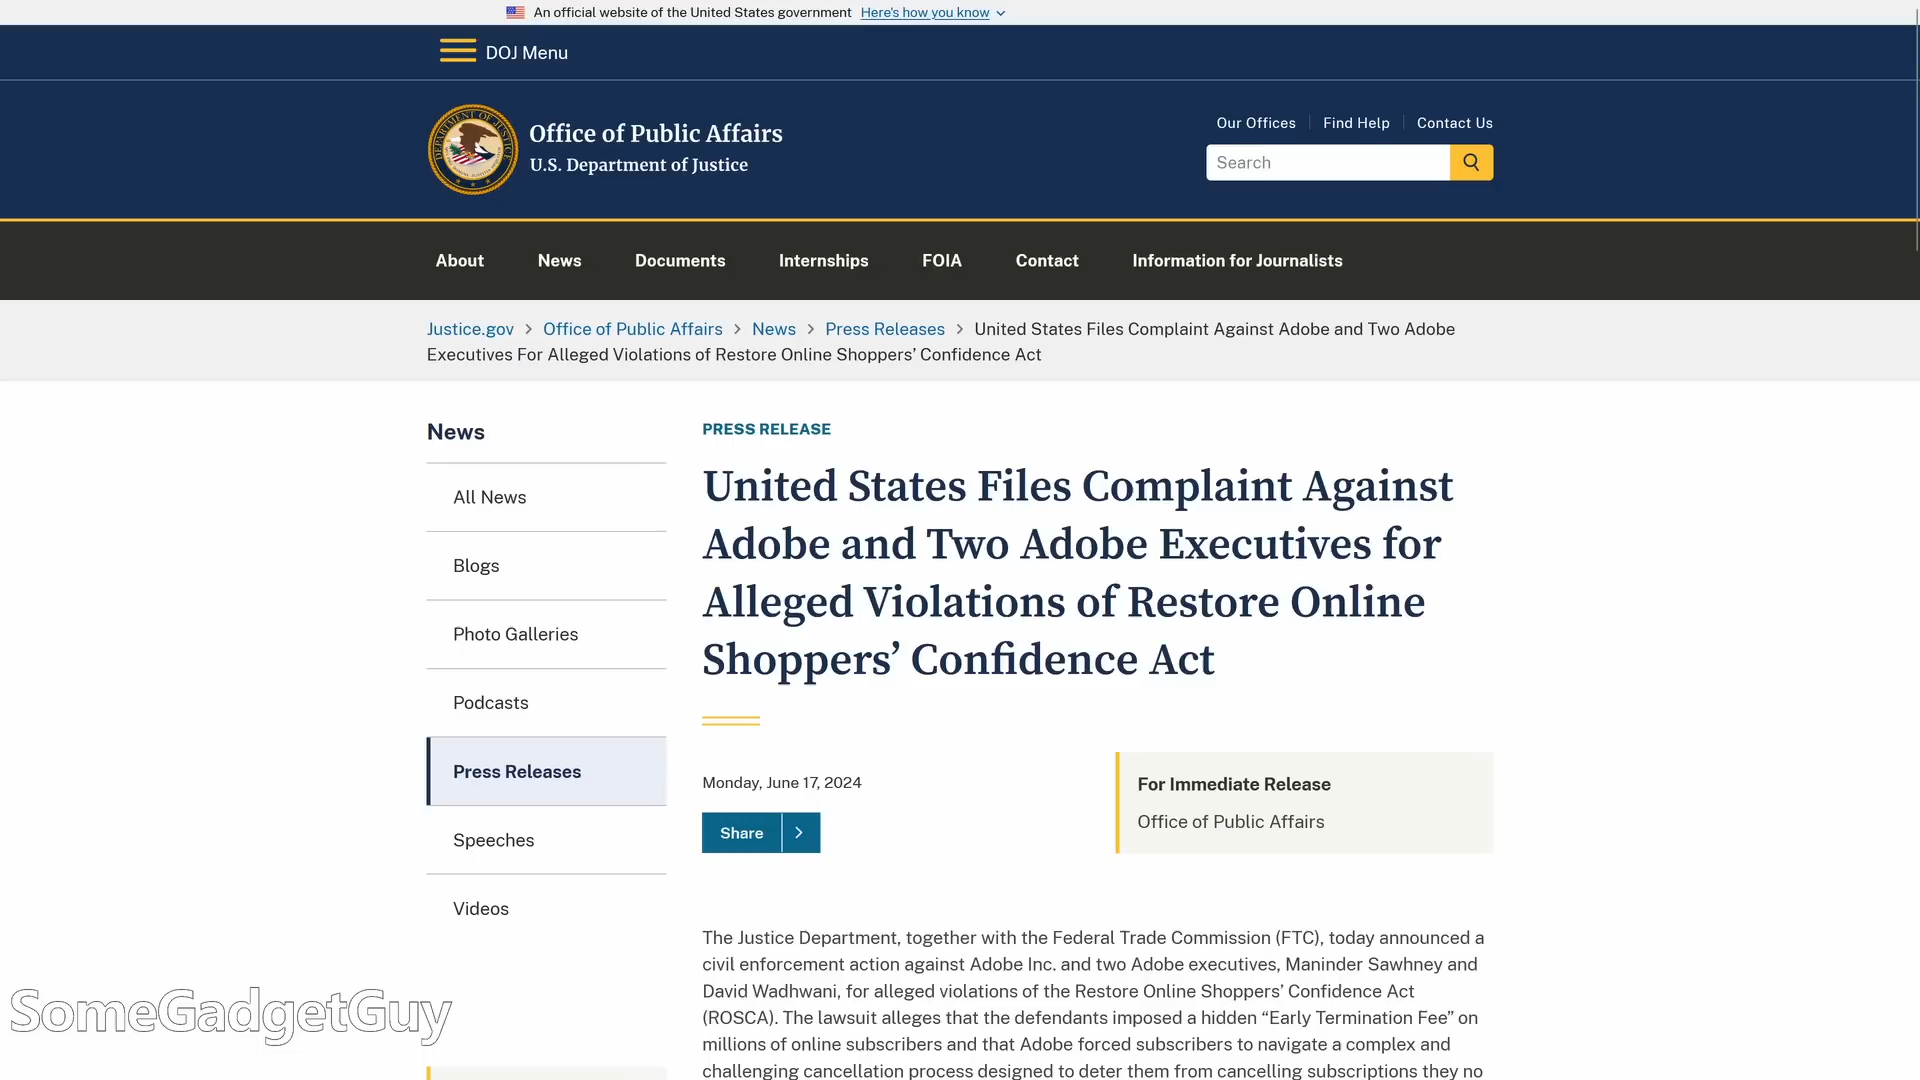 An official website of the United States government Here's how you know
DOJ Menu
Office of Public Affairs
U.S. Department of Justice
Our Offices
Find Help
Contact Us
Search
About
News
Documents
Internships
FOIA
Contact
Information for Journalists
Justice.gov > Office of Public Affairs > News > Press Releases > United States Files Complaint Against Adobe and Two Adobe
Executives For Alleged Violations of Restore Online Shoppers’ Confidence Act
News
All News
Blogs
Photo Galleries
Podcasts
Press Releases
Speeches
Videos
PRESS RELEASE
United States Files Complaint Against
Adobe and Two Adobe Executives for
Alleged Violations of Restore Online
Shoppers’ Confidence Act
Monday, June 17, 2024
Share
For Immediate Release
Office of Public Affairs
The Justice Department, together with the Federal Trade Commission (FTC), today announced a
civil enforcement action against Adobe Inc. and two Adobe executives, Maninder Sawhney and
David Wadhwani, for alleged violations of the Restore Online Shoppers’ Confidence Act
(ROSCA). The lawsuit alleges that the defendants imposed a hidden “Early Termination Fee” on
millions of online subscribers and that Adobe forced subscribers to navigate a complex and
challenging cancellation process designed to deter them from cancelling subscriptions they no
SomeGadgetGuy